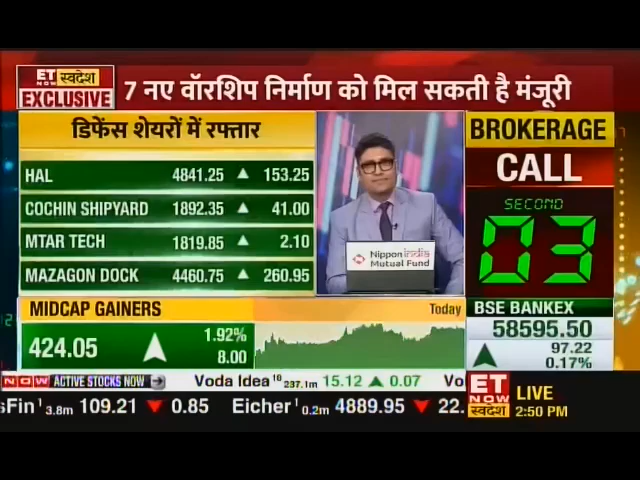 ET NOW स्वदेश
EXCLUSIVE
7 नए वॉरशिप निर्माण को मिल सकती है मंजूरी
डिफेंस शेयरों में रफ्तार
HAL 4841.25 ▲ 153.25
COCHIN SHIPYARD 1892.35 ▲ 41.00
MTAR TECH 1819.85 ▲ 2.10
MAZAGON DOCK 4460.75 ▲ 260.95
Nippon india
Mutual Fund
BROKERAGE
CALL
SECOND
03
MIDCAP GAINERS
Today
424.05 ▲ 1.92%
8.00
BSE BANKEX
58595.50
▲ 97.22
0.17%
NOW ACTIVE STOCKS NOW
Voda Idea 237.1m 15.12 ▲ 0.07 Vo
sFin 3.8m 109.21 ▼ 0.85 Eicher 0.2m 4889.95 ▼ 22.
ET NOW स्वदेश
LIVE
2:50 PM